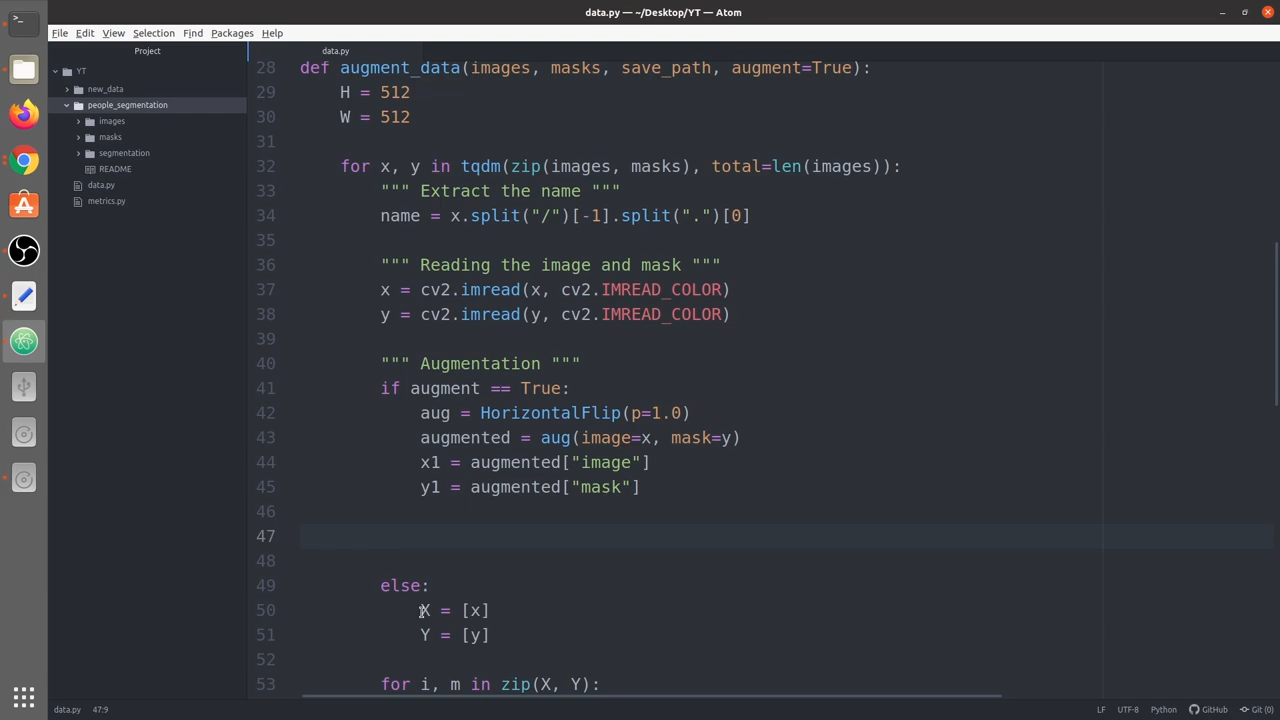 data.py — ~/Desktop/YT — Atom
File Edit View Selection Find Packages Help
Project
data.py
YT
new_data
people_segmentation
images
masks
segmentation
README
data.py
metrics.py
28 def augment_data(images, masks, save_path, augment=True):
29 H = 512
30 W = 512
31
32 for x, y in tqdm(zip(images, masks), total=len(images)):
33 """ Extract the name """
34 name = x.split("/")[-1].split(".")[0]
35
36 """ Reading the image and mask """
37 x = cv2.imread(x, cv2.IMREAD_COLOR)
38 y = cv2.imread(y, cv2.IMREAD_COLOR)
39
40 """ Augmentation """
41 if augment == True:
42 aug = HorizontalFlip(p=1.0)
43 augmented = aug(image=x, mask=y)
44 x1 = augmented["image"]
45 y1 = augmented["mask"]
46
47
48
49 else:
50 X = [x]
51 Y = [y]
52
53 for i, m in zip(X, Y):
data.py 47:9 LF UTF-8 Python GitHub Git (0)